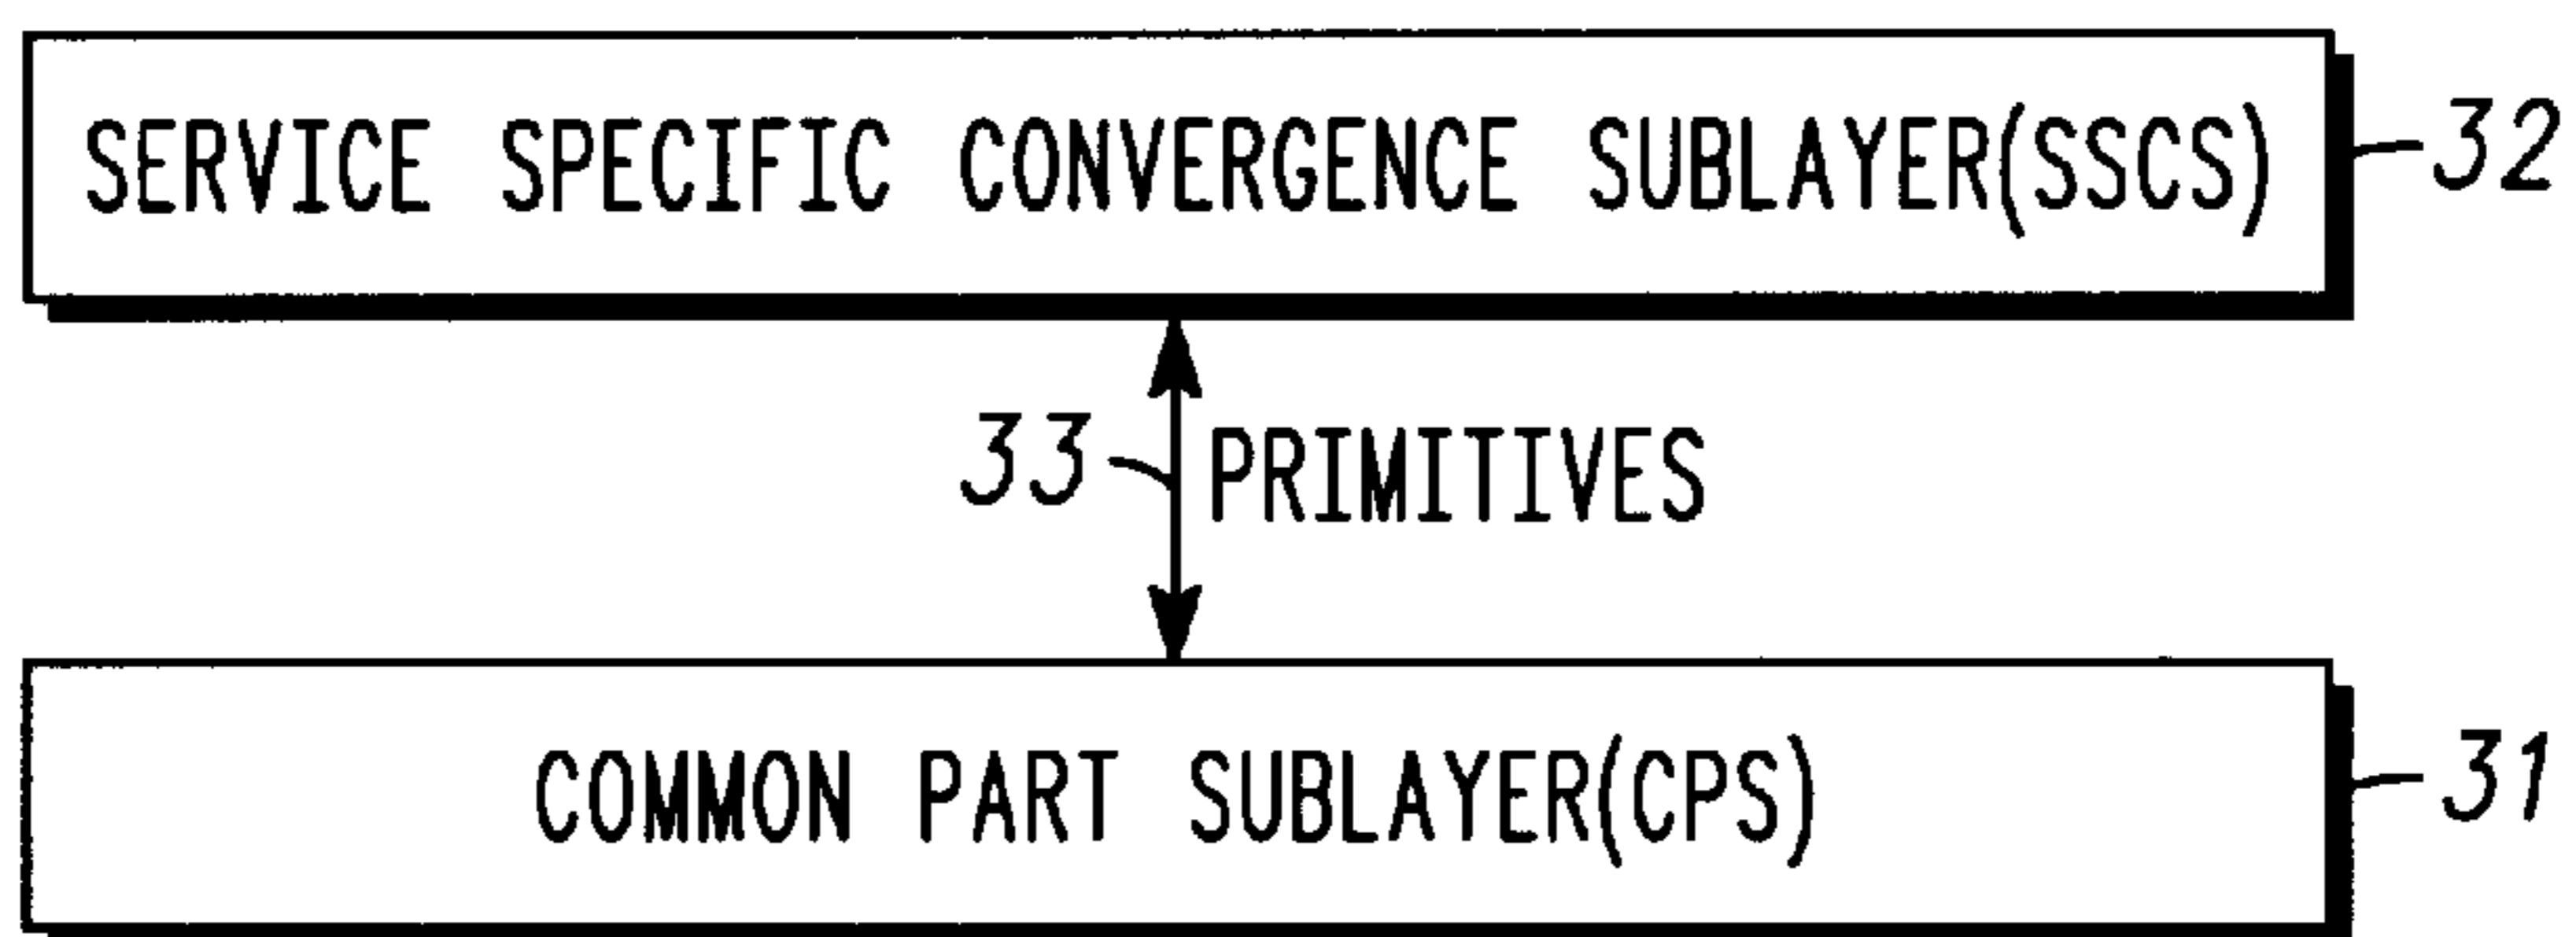 SERVICE SPECIFIC CONVERGENCE SUBLAYER(SSCS)
32
33
PRIMITIVES
COMMON PART SUBLAYER(CPS)
31